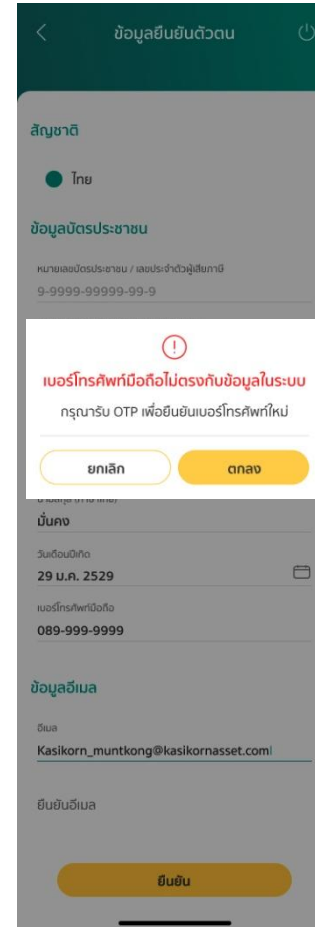 ข้อมูลยืนยันตัวตน
สัญชาติ
ไทย
ข้อมูลบัตรประชาชน
หมายเลขบัตรประชาชน / เลขประจำตัวผู้เสียภาษี
9-9999-99999-99-9
เบอร์โทรศัพท์มือถือไม่ตรงกับข้อมูลในระบบ
กรุณารับ OTP เพื่อยืนยันเบอร์โทรศัพท์ใหม่
ยกเลิก
ตกลง
มั่นคง
วันเดือนปีเกิด
29 ม.ค. 2529
เบอร์โทรศัพท์มือถือ
089-999-9999
ข้อมูลอีเมล
อีเมล
Kasikorn_muntkong@kasikornasset.com
ยืนยันอีเมล
ยืนยัน